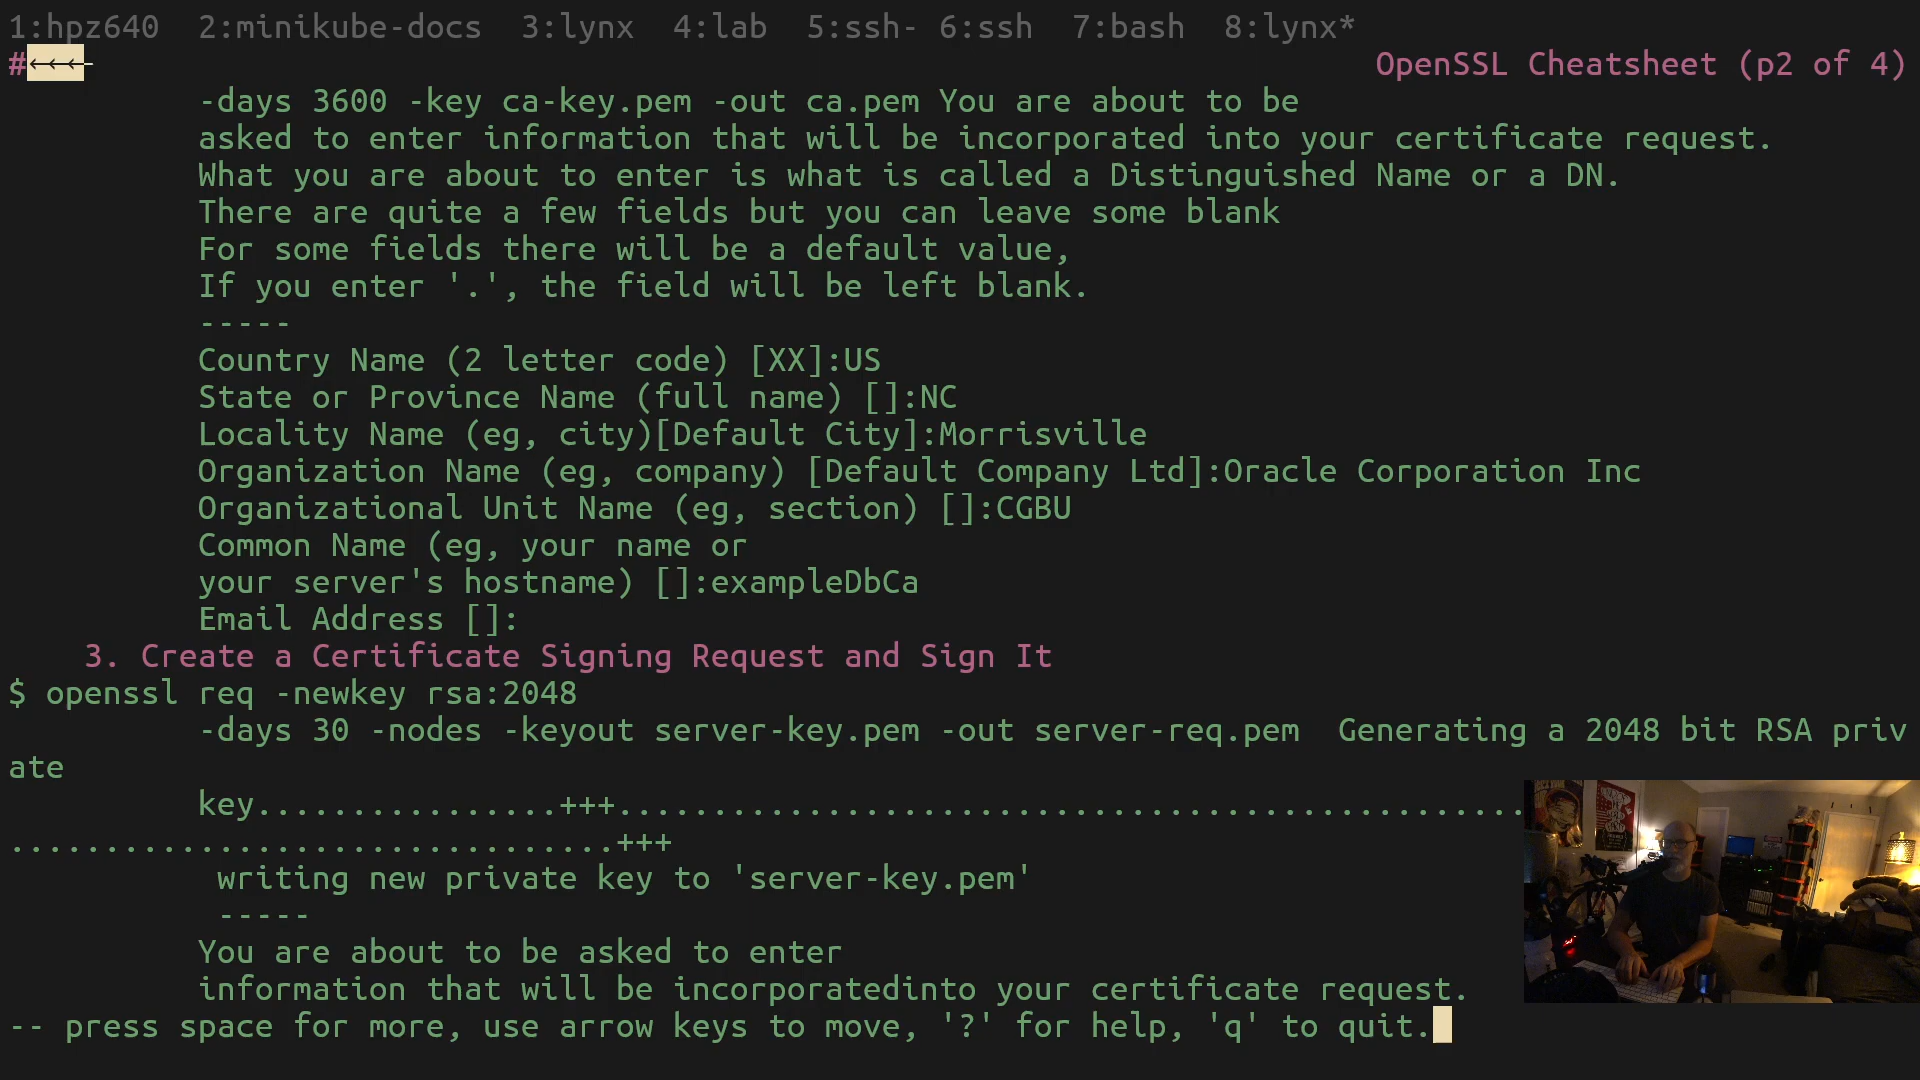 1:hpz640  2:minikube-docs  3:lynx  4:lab  5:ssh- 6:ssh  7:bash  8:lynx*
#←←← OpenSSL Cheatsheet (p2 of 4)
-days 3600 -key ca-key.pem -out ca.pem You are about to be
asked to enter information that will be incorporated into your certificate request.
What you are about to enter is what is called a Distinguished Name or a DN.
There are quite a few fields but you can leave some blank
For some fields there will be a default value,
If you enter '.', the field will be left blank.
-----
Country Name (2 letter code) [XX]:US
State or Province Name (full name) []:NC
Locality Name (eg, city)[Default City]:Morrisville
Organization Name (eg, company) [Default Company Ltd]:Oracle Corporation Inc
Organizational Unit Name (eg, section) []:CGBU
Common Name (eg, your name or
your server's hostname) []:exampleDbCa
Email Address []:
3. Create a Certificate Signing Request and Sign It
$ openssl req -newkey rsa:2048
-days 30 -nodes -keyout server-key.pem -out server-req.pem  Generating a 2048 bit RSA priv
ate
key................+++................................................
................................+++
writing new private key to 'server-key.pem'
-----
You are about to be asked to enter
information that will be incorporatedinto your certificate request.
-- press space for more, use arrow keys to move, '?' for help, 'q' to quit.